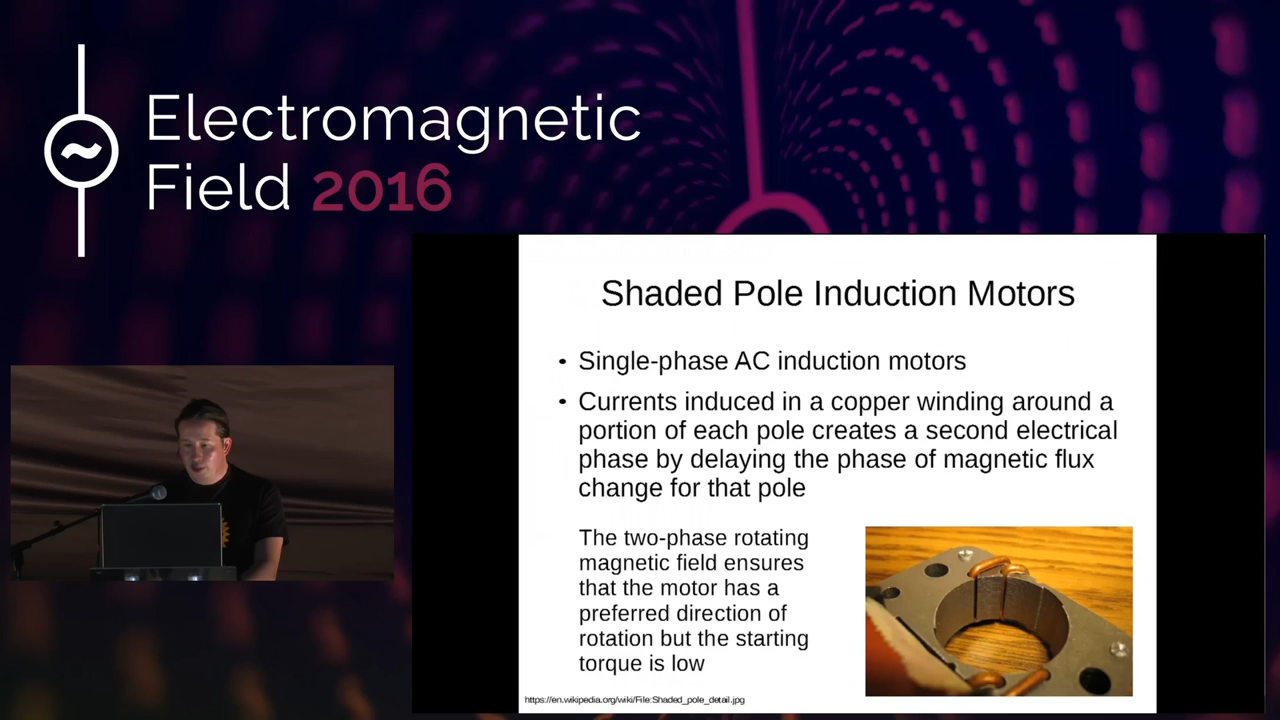 Electromagnetic
Field 2016
Shaded Pole Induction Motors
• Single-phase AC induction motors
• Currents induced in a copper winding around a
portion of each pole creates a second electrical
phase by delaying the phase of magnetic flux
change for that pole
The two-phase rotating
magnetic field ensures
that the motor has a
preferred direction of
rotation but the starting
torque is low
https://en.wikipedia.org/wiki/File:Shaded_pole_detail.jpg